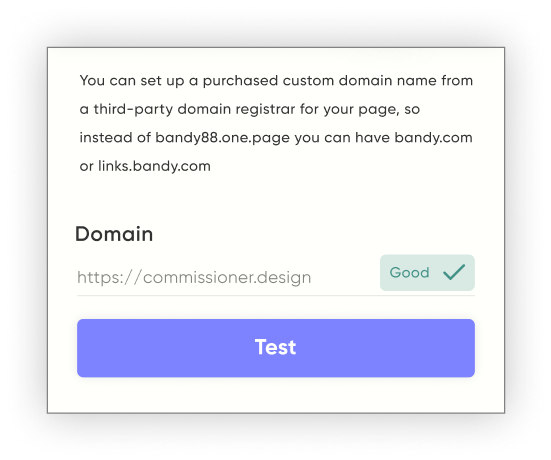 You can set up a purchased custom domain name from
a third-party domain registrar for your page, so
instead of bandy88.one.page you can have bandy.com
or links.bandy.com
Domain
https://commissioner.design
Good
Test